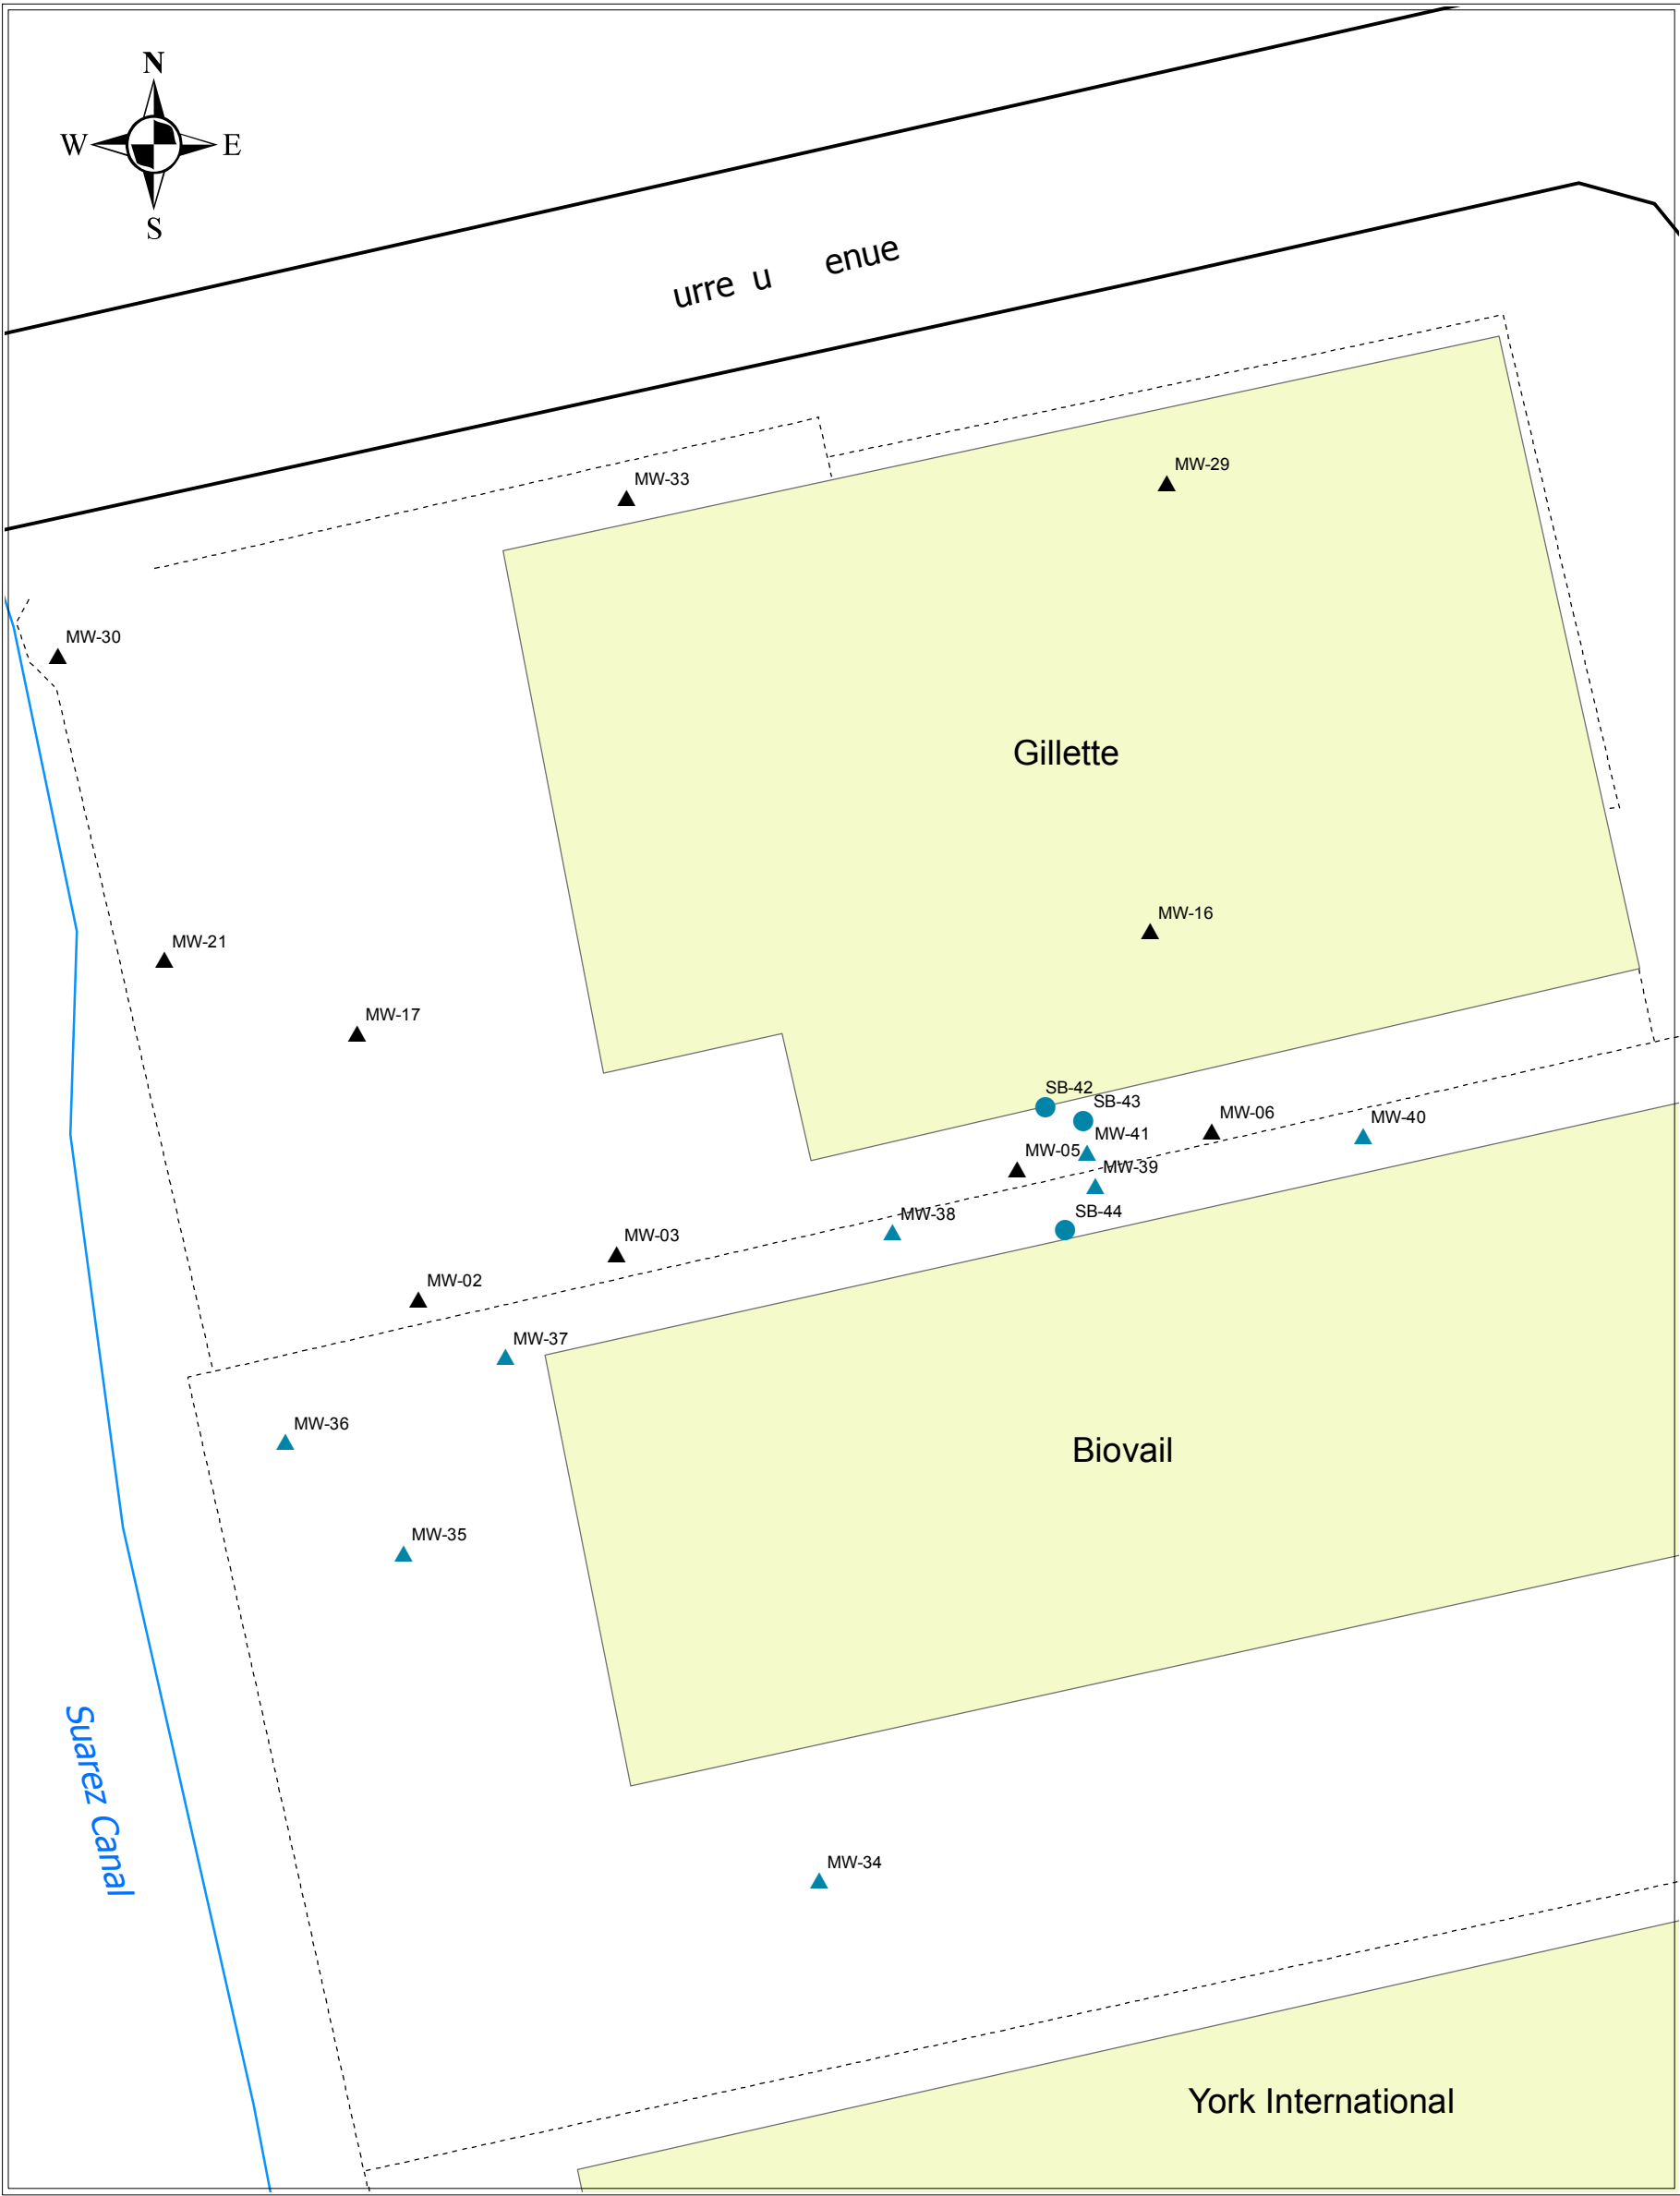 N
W E
S
urre u enue
MW-33
MW-29
MW-30
Gillette
MW-16
MW-21
MW-17
SB-42
SB-43
MW-06
MW-40
MW-41
MW-05
MW-39
MW-38
SB-44
MW-03
MW-02
MW-37
MW-36
Biovail
MW-35
Suarez Canal
MW-34
York International